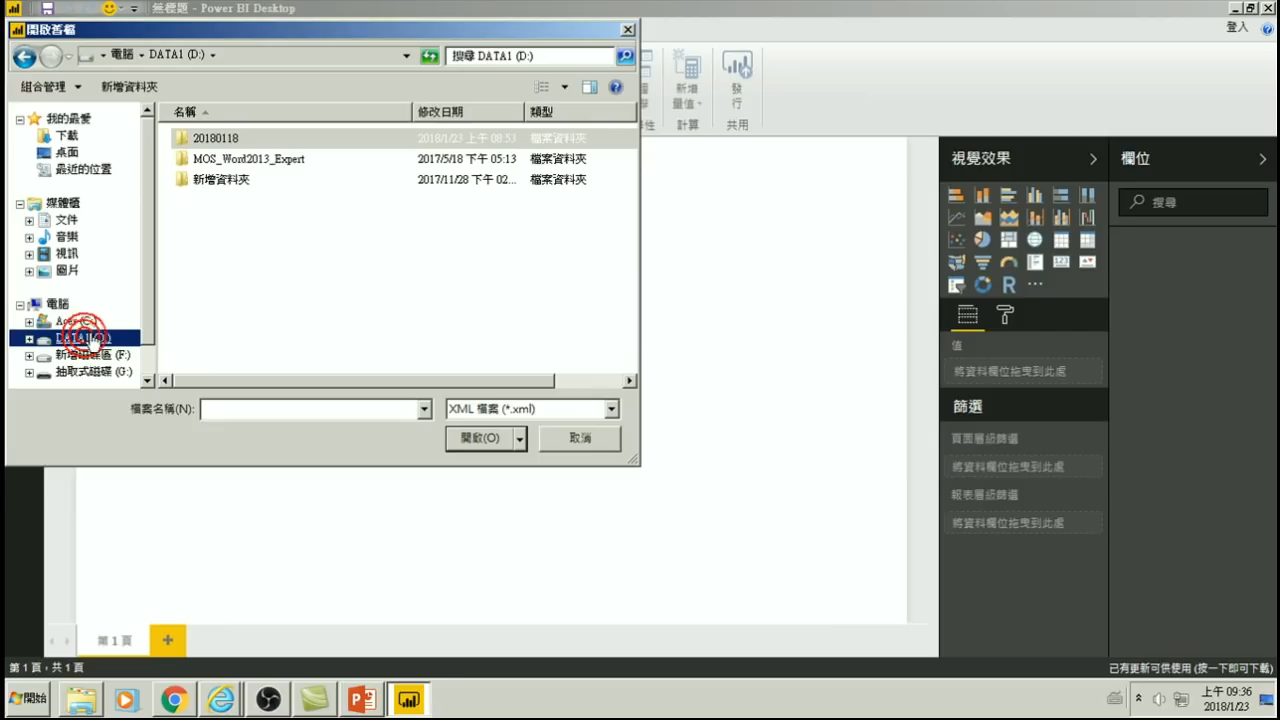 無標題 - Power BI Desktop
開啟舊檔
登入
電腦 DATA1 (D:)
搜尋 DATA1 (D:)
組合管理 新增資料夾
我的最愛
下載
桌面
最近的位置
媒體櫃
文件
音樂
視訊
圖片
電腦
新增磁碟區 (F:)
抽取式磁碟 (G:)
名稱 修改日期 類型
20180118 2018/1/23 上午 08:53 檔案資料夾
MOS_Word2013_Expert 2017/5/18 下午 05:13 檔案資料夾
新增資料夾 2017/11/28 下午 02... 檔案資料夾
檔案名稱(N): XML 檔案 (*.xml)
開啟(O) 取消
新增
量值
計算
發
行
共用
視覺效果
欄位
搜尋
R
值
將資料欄位拖曳到此處
篩選
頁面層級篩選
將資料欄位拖曳到此處
報表層級篩選
將資料欄位拖曳到此處
第 1 頁
第 1 頁，共 1 頁
已有更新可供使用 (按一下即可下載)
開始
上午 09:36
2018/1/23